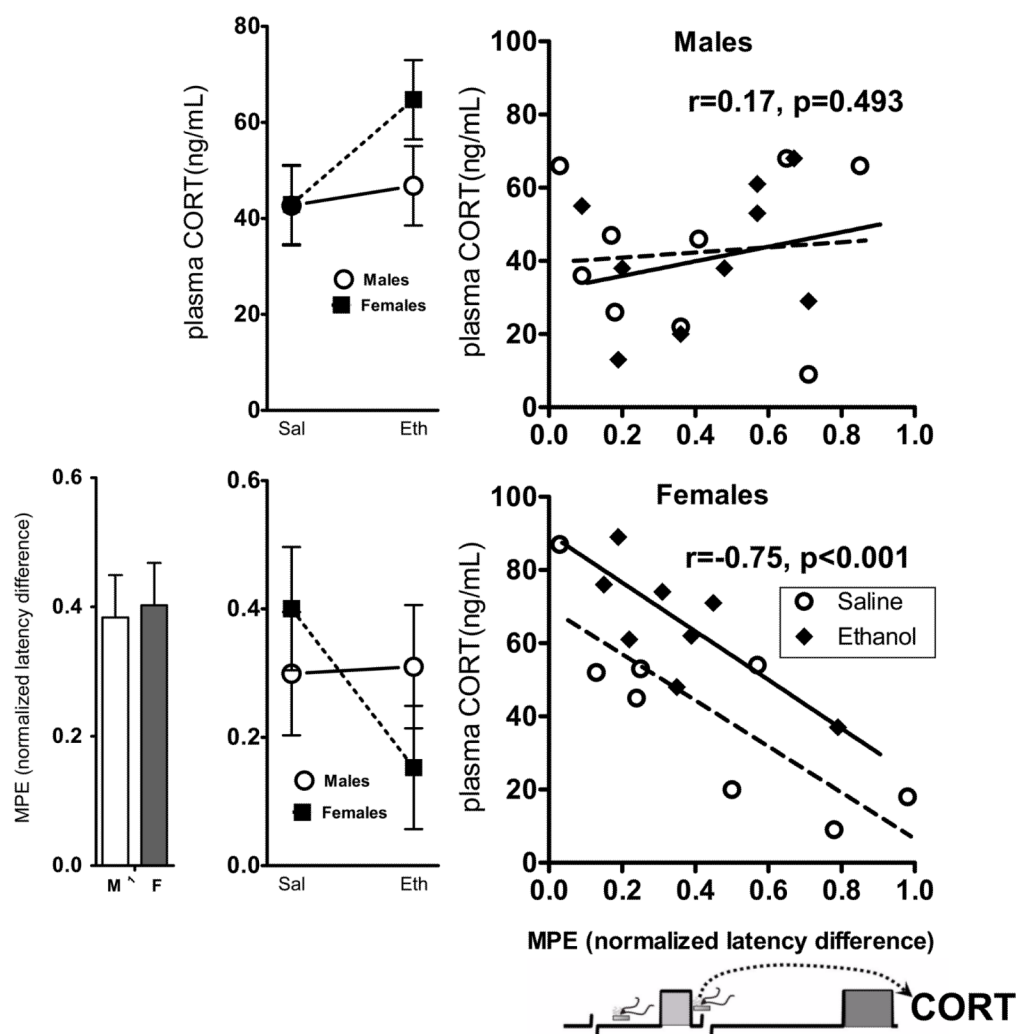 80
60
40
20
0
plasma CORT(ng/mL)
Males
Females
Sal
Eth
Males
r=0.17, p=0.493
100
80
60
40
20
0
plasma CORT(ng/mL)
0.0 0.2 0.4 0.6 0.8 1.0
0.6
0.4
0.2
0.0
MPE (normalized latency difference)
M
F
0.6
0.4
0.2
0.0
Males
Females
Sal
Eth
Females
r=-0.75, p<0.001
Saline
Ethanol
100
80
60
40
20
0
plasma CORT(ng/mL)
0.0 0.2 0.4 0.6 0.8 1.0
MPE (normalized latency difference)
CORT